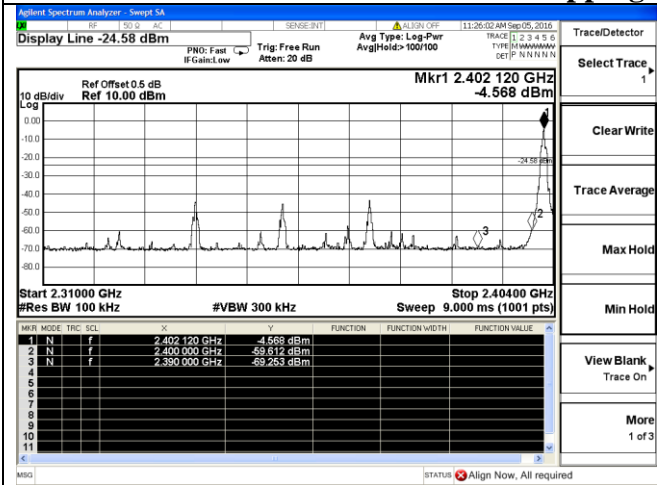 Agilent Spectrum Analyzer - Swept SA
RF 50 Ω AC SENSE:INT ALIGN OFF 11:26:02 AM Sep 05, 2016
Display Line -24.58 dBm
PNO: Fast
IFGain:Low
Trig: Free Run
Atten: 20 dB
Avg Type: Log-Pwr
Avg|Hold:> 100/100
TRACE 1 2 3 4 5 6
TYPE M WWWWW
DET P N N N N N
Trace/Detector
Select Trace
1
Clear Write
Trace Average
Max Hold
Min Hold
View Blank
Trace On
More
1 of 3
Ref Offset 0.5 dB
10 dB/div Ref 10.00 dBm
Log
Mkr1 2.402 120 GHz
-4.568 dBm
0.00
-10.0
-20.0
-30.0
-40.0
-50.0
-60.0
-70.0
-80.0
1
-24.58 dBm
2
3
Start 2.31000 GHz Stop 2.40400 GHz
#Res BW 100 kHz #VBW 300 kHz Sweep 9.000 ms (1001 pts)
MKR MODE TRC SCL X Y FUNCTION FUNCTION WIDTH FUNCTION VALUE
1 N f 2.402 120 GHz -4.568 dBm
2 N f 2.400 000 GHz -59.612 dBm
3 N f 2.390 000 GHz -69.253 dBm
4
5
6
7
8
9
10
11
MSG STATUS Align Now, All required